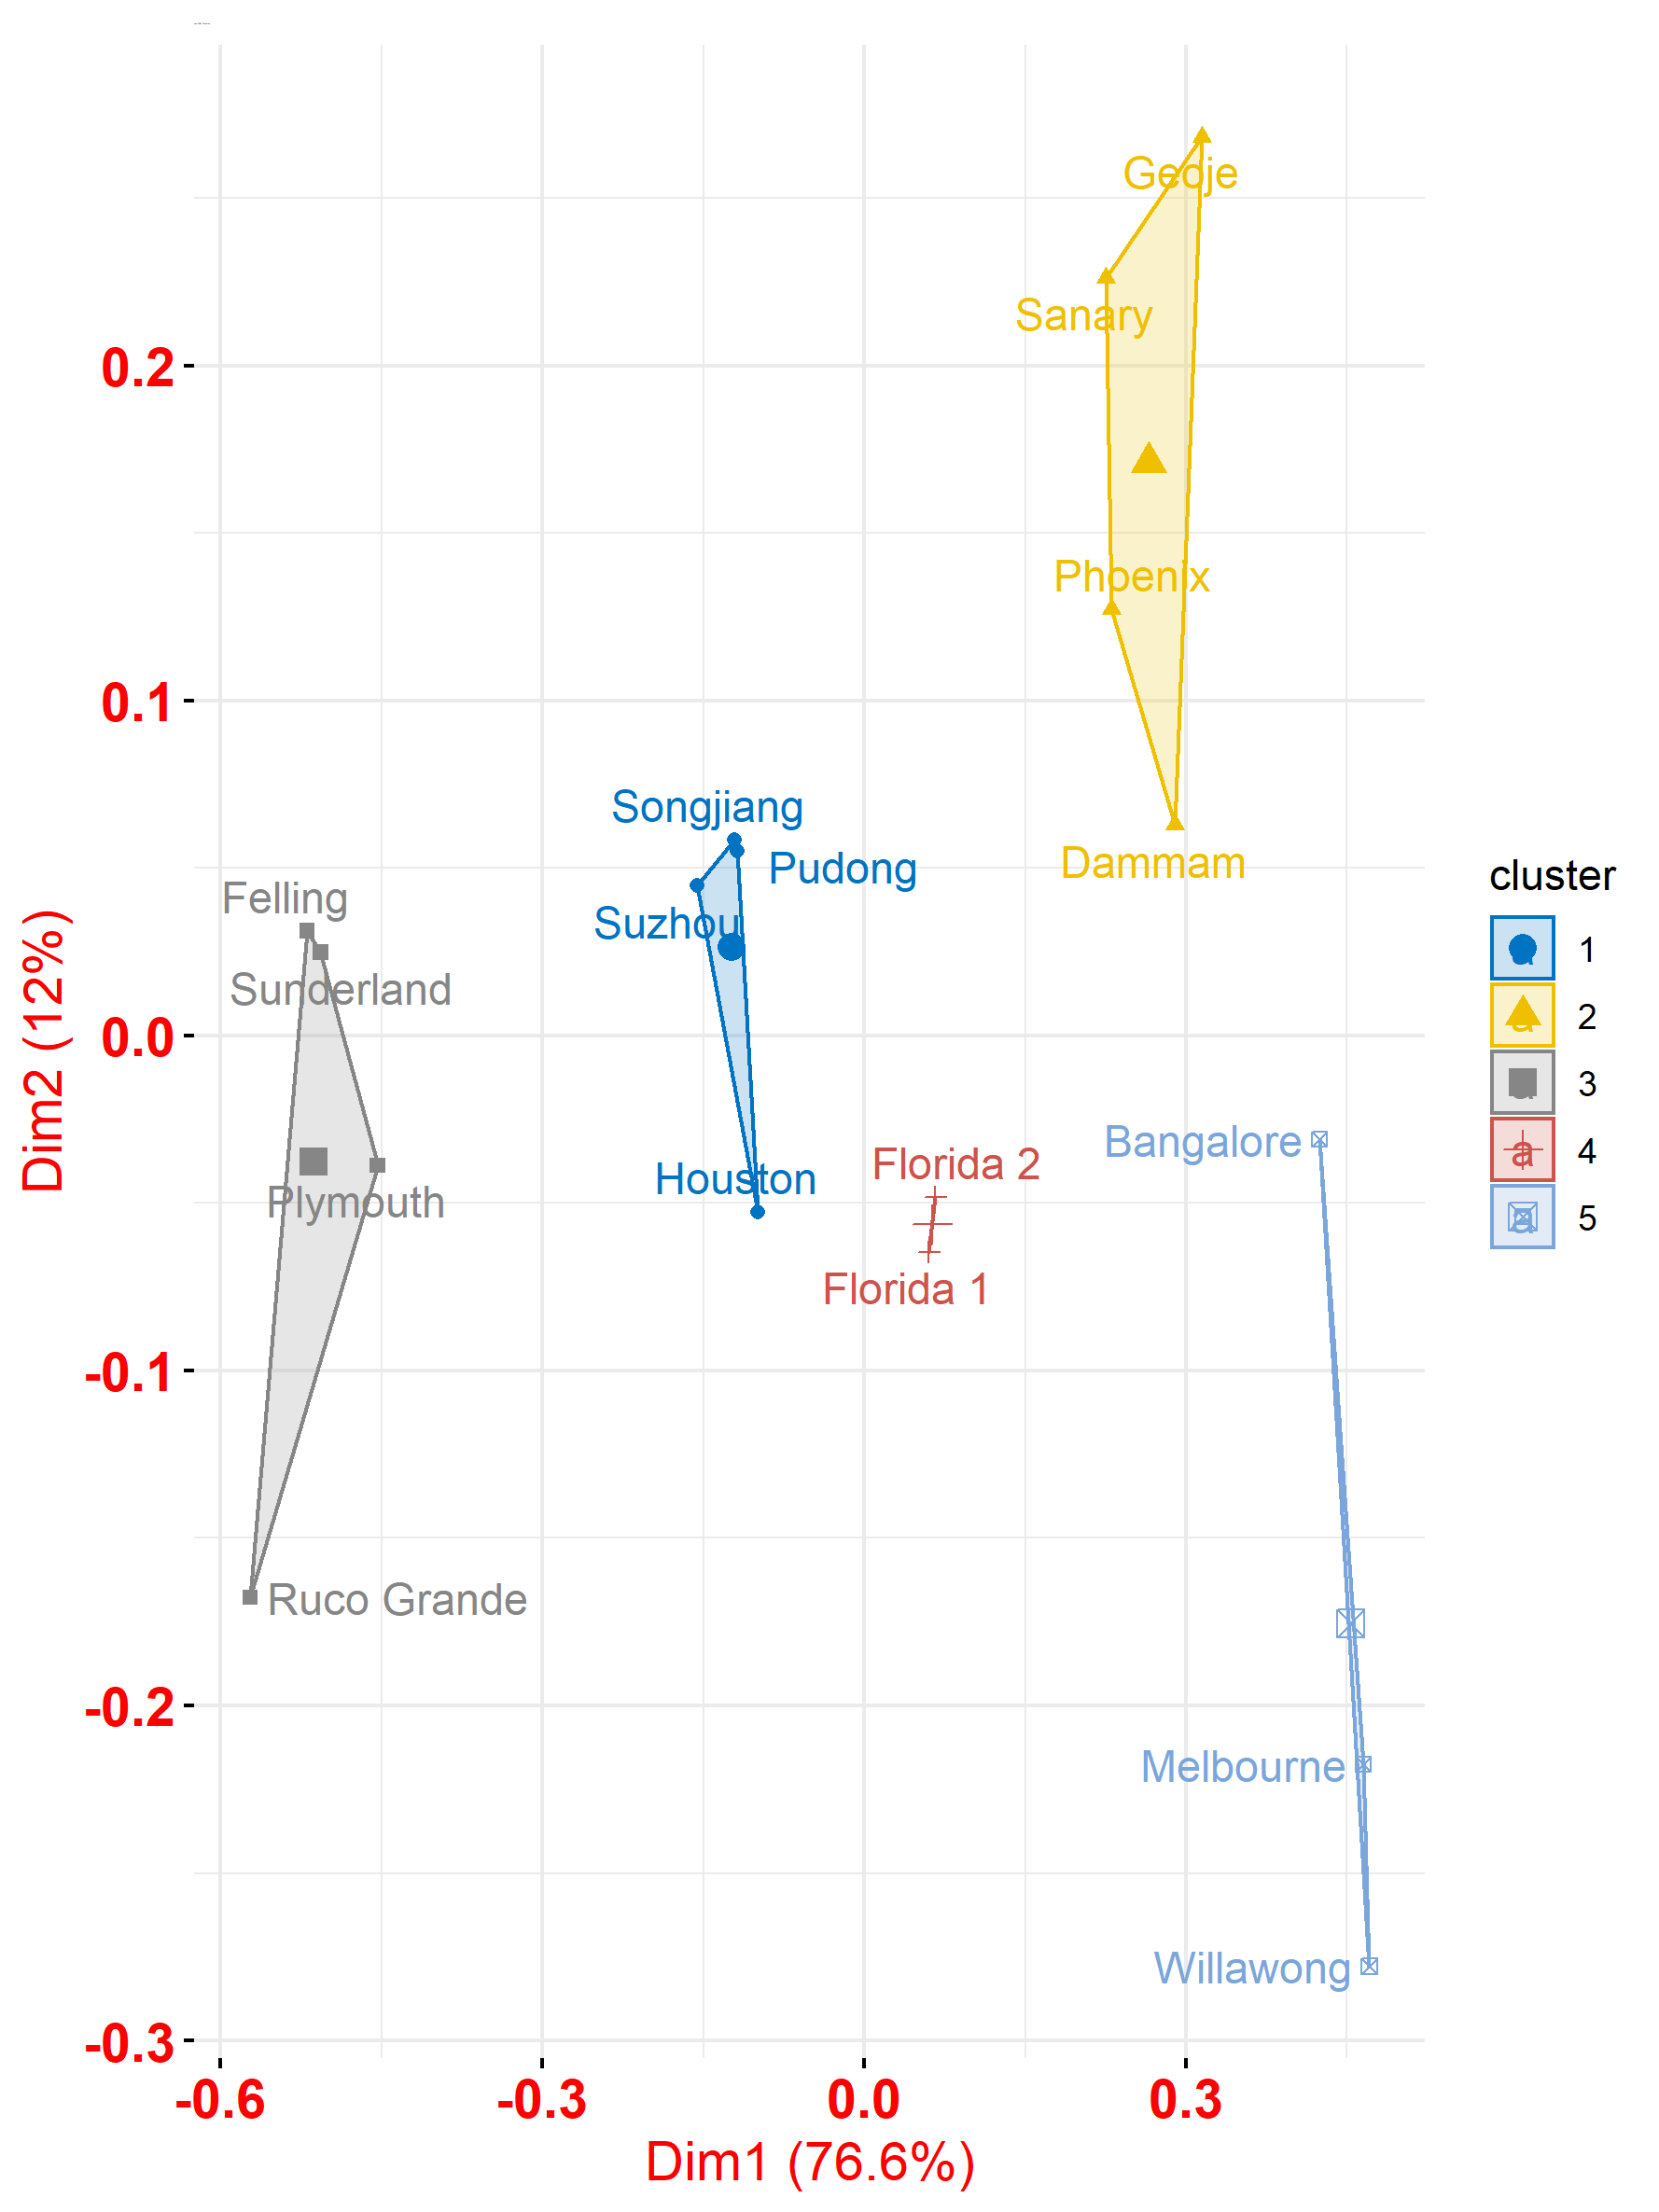 Geoje
Sanary
0.2
Phoenix
0.1
Songjiang
Pudong
Dammam
cluster
Felling
Suzhou
a 1
Sunderland
a 2
0.0
Dim2 (12%)
a 3
Bangalore
a 4
Florida 2
Houston
Plymouth
a 5
Florida 1
-0.1
Ruco Grande
-0.2
Melbourne
Willawong
-0.3
-0.6 -0.3 0.0 0.3
Dim1 (76.6%)